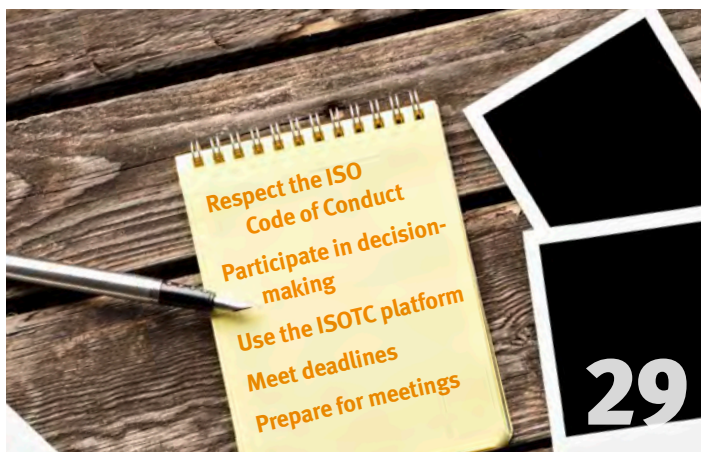 Respect the ISO
Code of Conduct
Participate in decision-
making
Use the ISOTC platform
Meet deadlines
Prepare for meetings
29